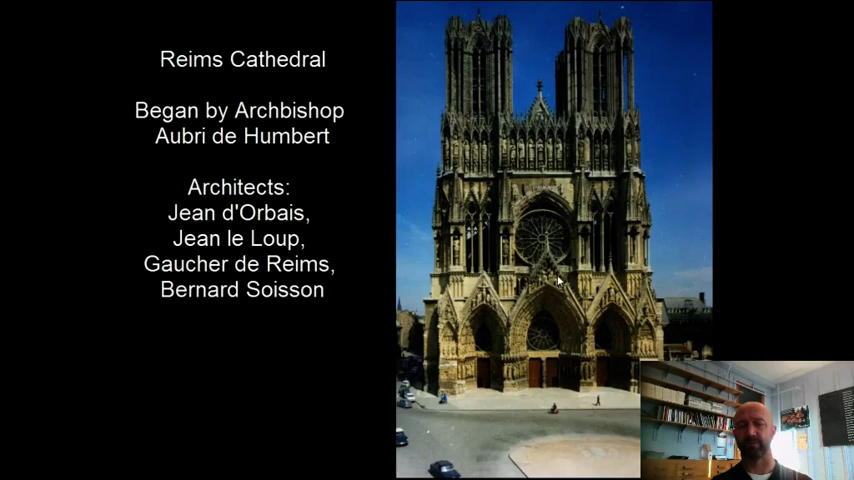 Reims Cathedral
Began by Archbishop
Aubri de Humbert
Architects:
Jean d'Orbais,
Jean le Loup,
Gaucher de Reims,
Bernard Soisson